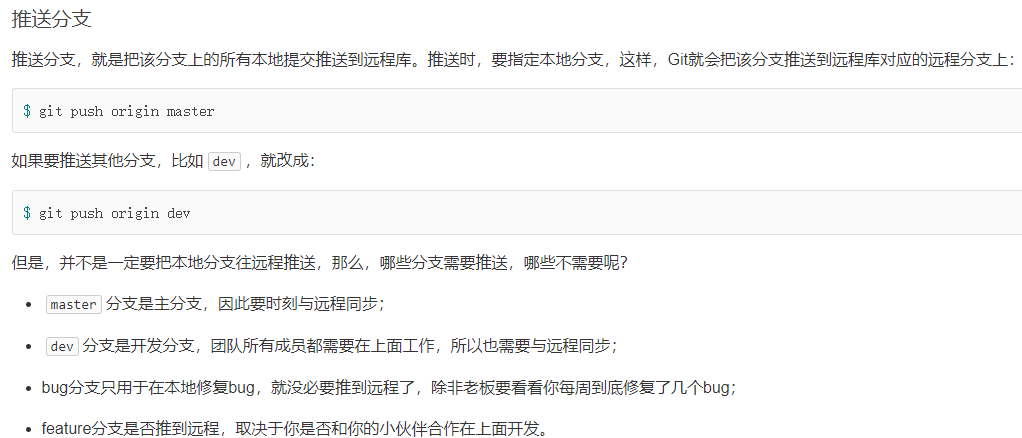 推送分支
推送分支，就是把该分支上的所有本地提交推送到远程库。推送时，要指定本地分支，这样，Git就会把该分支推送到远程库对应的远程分支上：
$ git push origin master
如果要推送其他分支，比如 dev ，就改成：
$ git push origin dev
但是，并不是一定要把本地分支往远程推送，那么，哪些分支需要推送，哪些不需要呢？
• master 分支是主分支，因此要时刻与远程同步；
• dev 分支是开发分支，团队所有成员都需要在上面工作，所以也需要与远程同步；
• bug分支只用于在本地修复bug，就没必要推到远程了，除非老板要看看你每周到底修复了几个bug；
• feature分支是否推到远程，取决于你是否和你的小伙伴合作在上面开发。